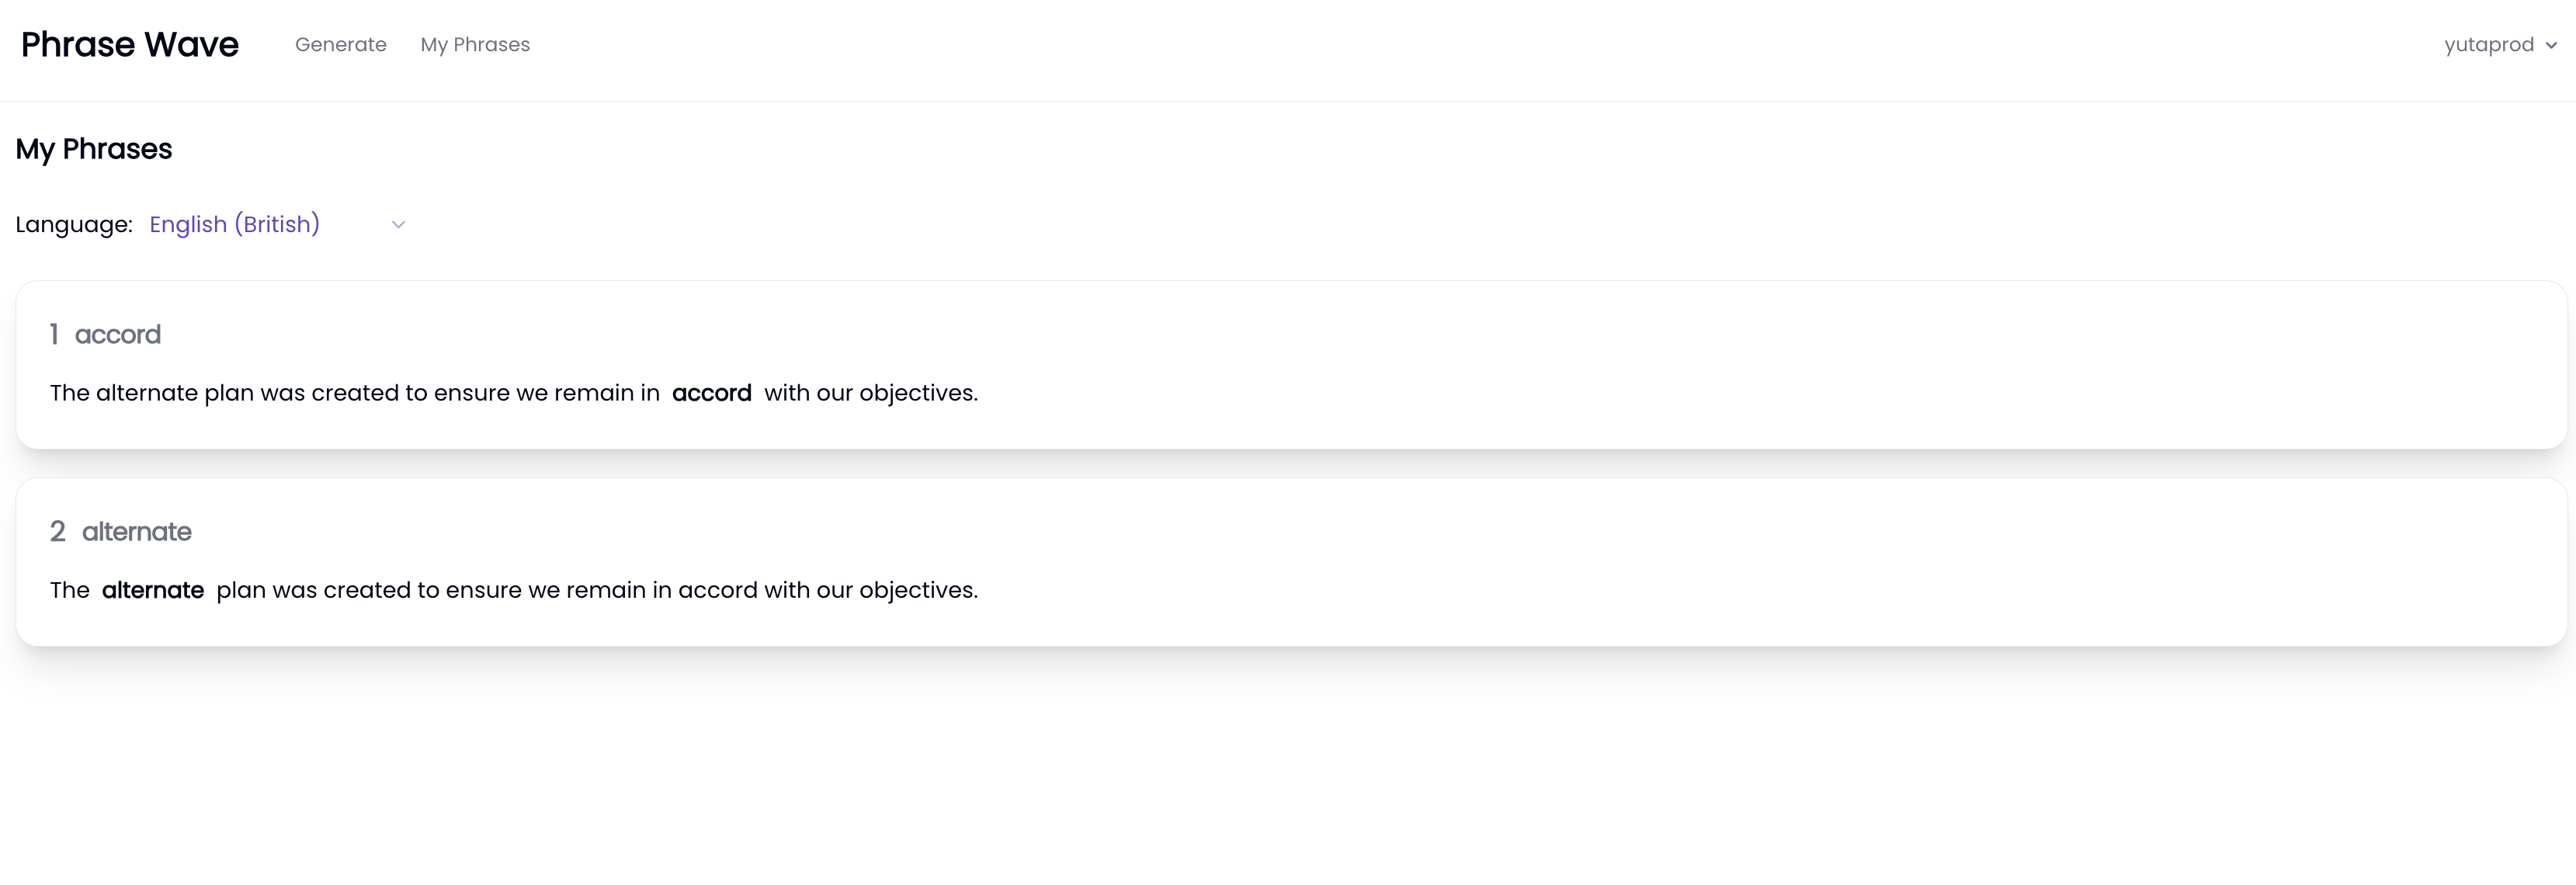 Phrase Wave Generate My Phrases yutaprod
My Phrases
Language: English (British)
1 accord
The alternate plan was created to ensure we remain in accord with our objectives.
2 alternate
The alternate plan was created to ensure we remain in accord with our objectives.